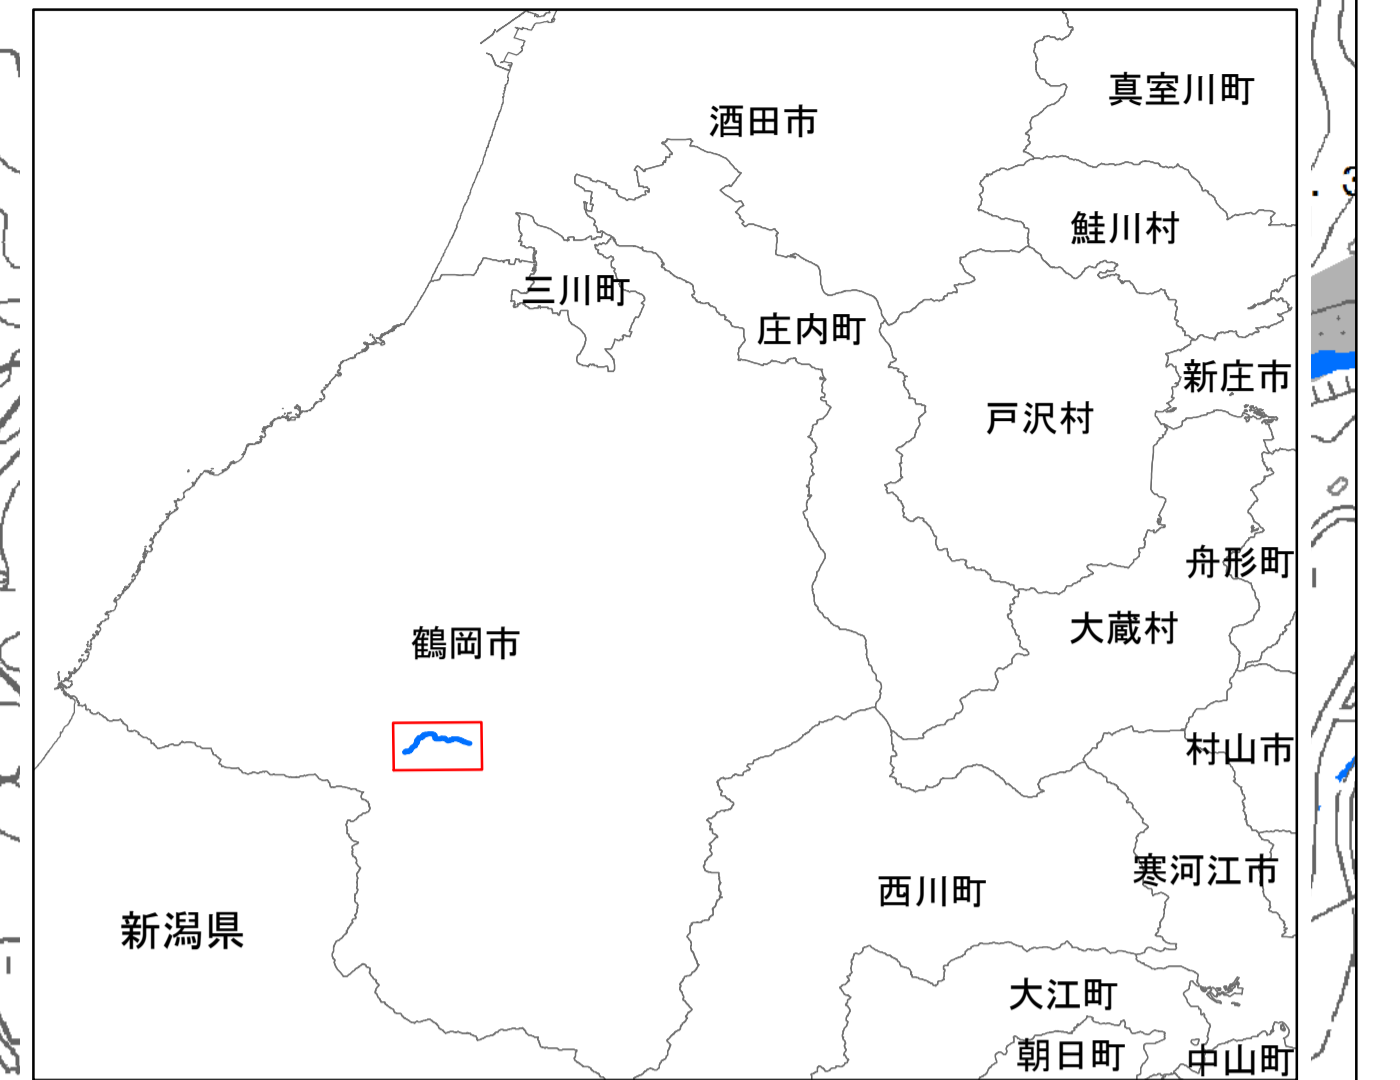 真室川町
酒田市
. 3
鮭川村
三川町
庄内町
新庄市
戸沢村
舟形町
大蔵村
鶴岡市
村山市
寒河江市
西川町
新潟県
大江町
朝日町
中山町